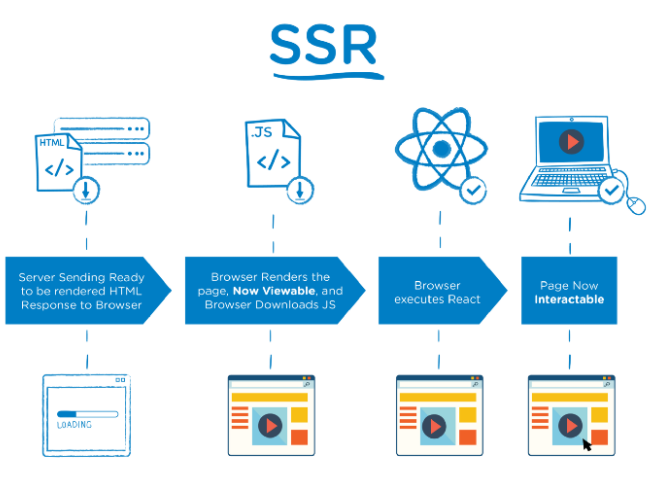 SSR
HTML
</>
.JS
</>
Server Sending Ready
to be rendered HTML
Response to Browser
Browser Renders the
page, Now Viewable, and
Browser Downloads JS
Browser
executes React
Page Now
Interactable
LOADING